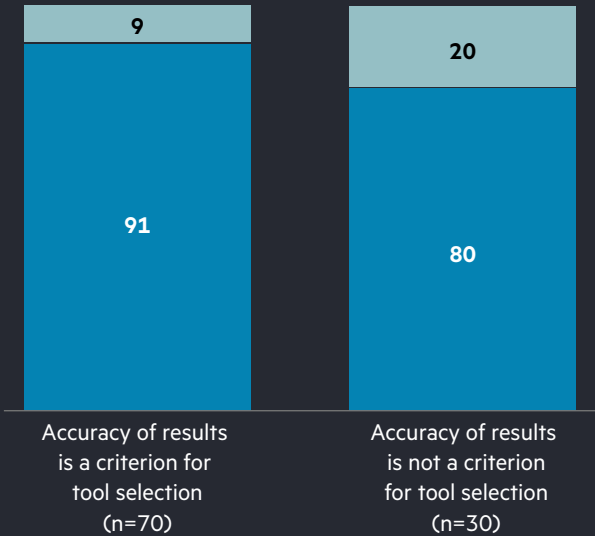 9
20
91
80
Accuracy of results
is a criterion for
tool selection
(n=70)
Accuracy of results
is not a criterion
for tool selection
(n=30)